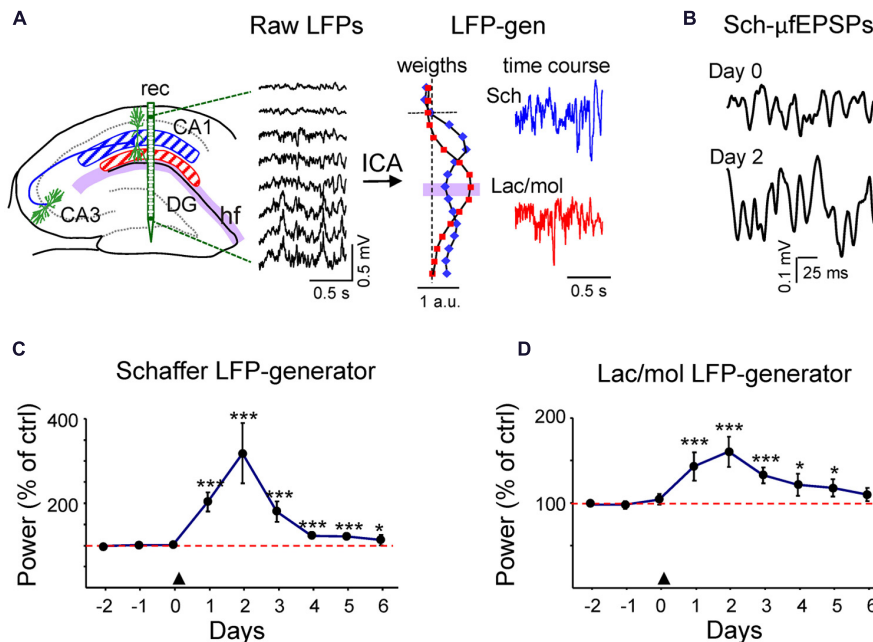 A
Raw LFPs
LFP-gen
B
Sch-μfEPSPs
rec
CA1
CA3
DG
hf
ICA
0.5 mV
0.5 s
weigths
time course
Sch
Lac/mol
1 a.u.
0.5 s
Day 0
Day 2
0.1 mV
25 ms
C
Schaffer LFP-generator
Power (% of ctrl)
400
200
*** *** *** *** *** *
-2 -1 0 1 2 3 4 5 6
Days
D
Lac/mol LFP-generator
Power (% of ctrl)
200
100
*** *** *** * *
-2 -1 0 1 2 3 4 5 6
Days